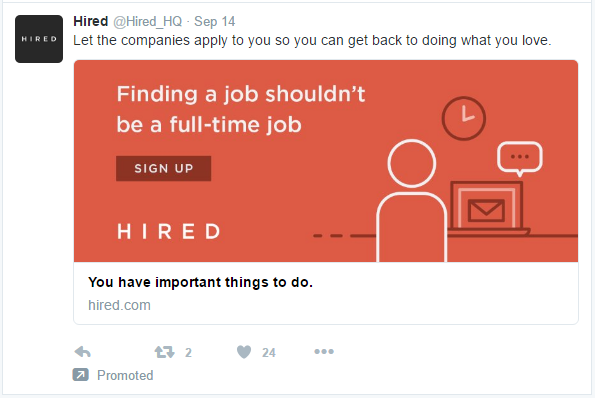 HIRED
Hired @Hired_HQ · Sep 14
Let the companies apply to you so you can get back to doing what you love.
Finding a job shouldn't
be a full-time job
SIGN UP
HIRED
You have important things to do.
hired.com
2 24
Promoted